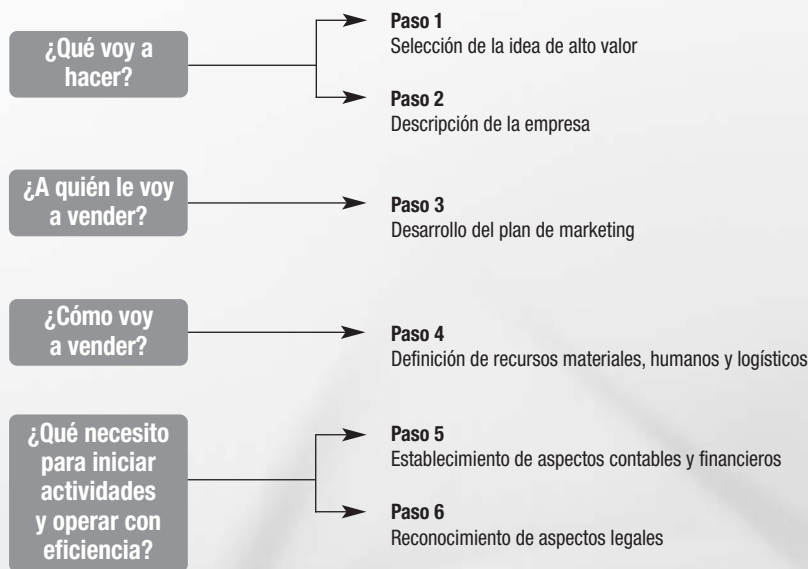 ¿Qué voy a
hacer?
Paso 1
Selección de la idea de alto valor
Paso 2
Descripción de la empresa
¿A quién le voy
a vender?
Paso 3
Desarrollo del plan de marketing
¿Cómo voy
a vender?
Paso 4
Definición de recursos materiales, humanos y logísticos
¿Qué necesito
para iniciar
actividades
y operar con
eficiencia?
Paso 5
Establecimiento de aspectos contables y financieros
Paso 6
Reconocimiento de aspectos legales